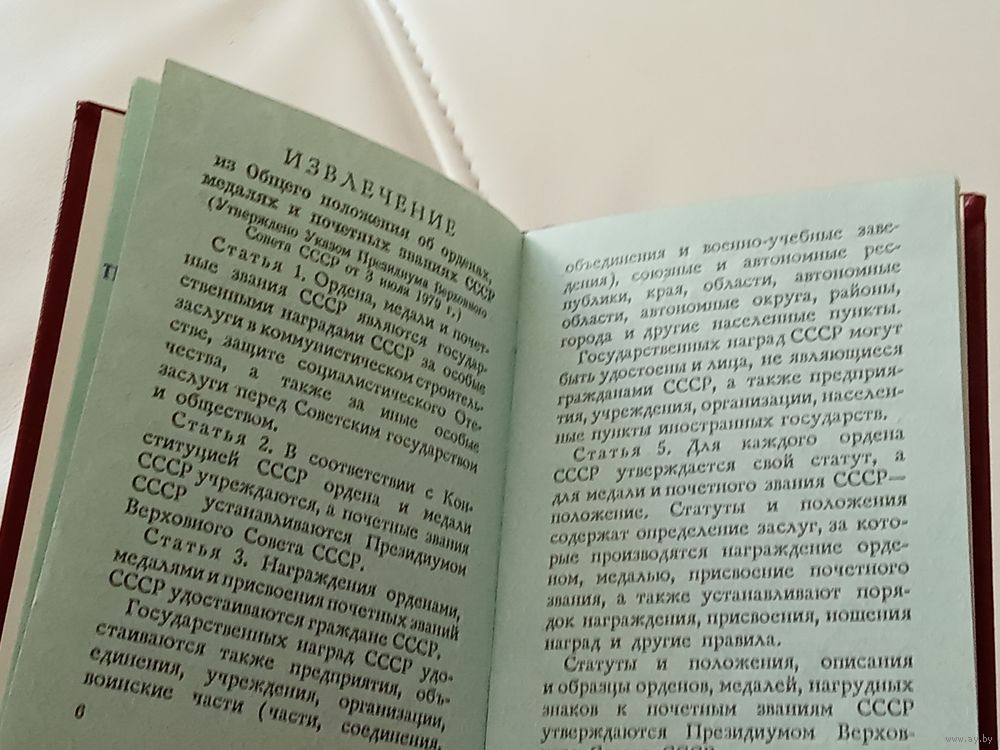 ИЗВЛЕЧЕНИЕ
из Общего положения об орденах,
медалях и почетных званиях СССР
(Утверждено Указом Президиума Верховного
Совета СССР от 3 июля 1979 г.)
Статья 1. Ордена, медали и почет-
ные звания СССР являются государ-
ственными наградами СССР за особые
заслуги в коммунистическом строитель-
стве, защите социалистического Оте-
чества, а также за иные особые
заслуги перед Советским государством
и обществом.
Статья 2. В соответствии с Кон-
ституцией СССР ордена и медали
СССР учреждаются, а почетные звания
СССР устанавливаются Президиумом
Верховного Совета СССР.
Статья 3. Награждения орденами,
медалями и присвоения почетных званий
СССР удостаиваются граждане СССР.
Государственных наград СССР удо-
стаиваются также предприятия, объ-
единения, учреждения, организации,
воинские части (части, соединения,
6
объединения и военно-учебные заве-
дения), союзные и автономные рес-
публики, края, области, автономные
области, автономные округа, районы,
города и другие населенные пункты.
Государственных наград СССР могут
быть удостоены и лица, не являющиеся
гражданами СССР, а также предприя-
тия, учреждения, организации, населен-
ные пункты иностранных государств.
Статья 5. Для каждого ордена
СССР утверждается свой статут, а
для медали и почетного звания СССР—
положение. Статуты и положения
содержат определение заслуг, за кото-
рые производятся награждение орде-
ном, медалью, присвоение почетного
звания, а также устанавливают поря-
док награждения, присвоения, ношения
наград и другие правила.
Статуты и положения, описания
и образцы орденов, медалей, нагрудных
знаков к почетным званиям СССР
утверждаются Президиумом Верхов-
www.ay.by